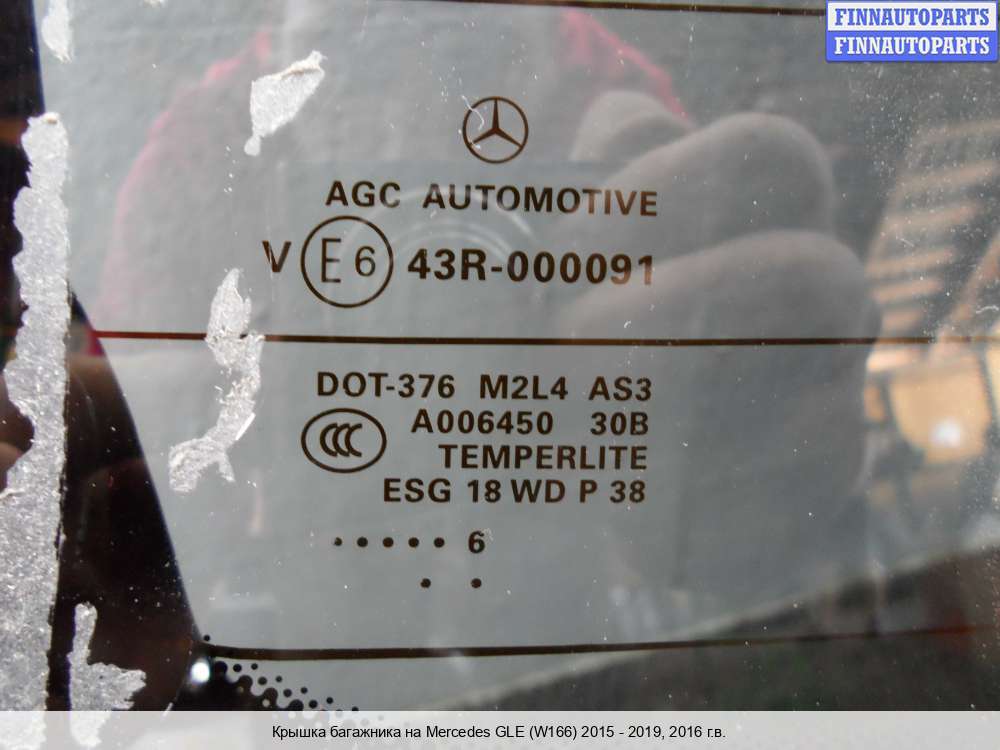 FINNAUTOPARTS
FINNAUTOPARTS
AGC AUTOMOTIVE
V E6 43R-000091
DOT-376 M2L4 AS3
CCC A006450 30B
TEMPERLITE
ESG 18 WD P 38
. . . . . 6
. .
Крышка багажника на Mercedes GLE (W166) 2015 - 2019, 2016 г.в.